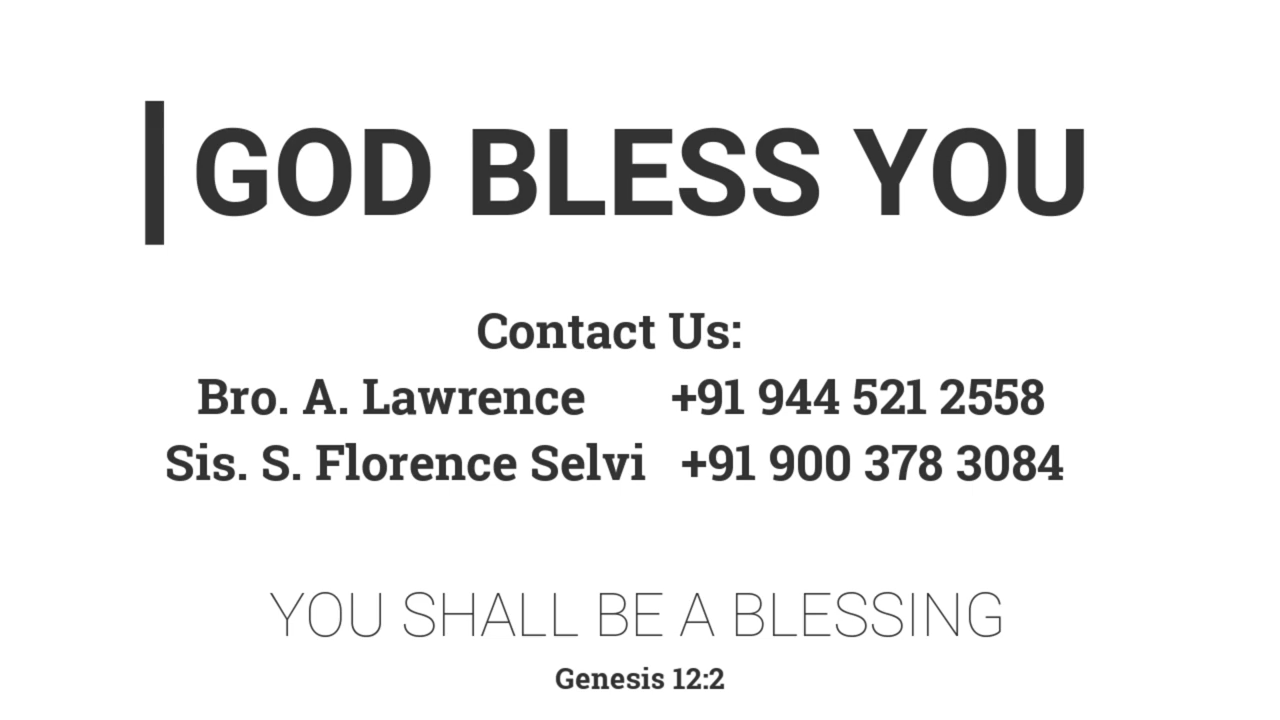 GOD BLESS YOU
Contact Us:
Bro. A. Lawrence +91 944 521 2558
Sis. S. Florence Selvi +91 900 378 3084
YOU SHALL BE A BLESSING
Genesis 12:2